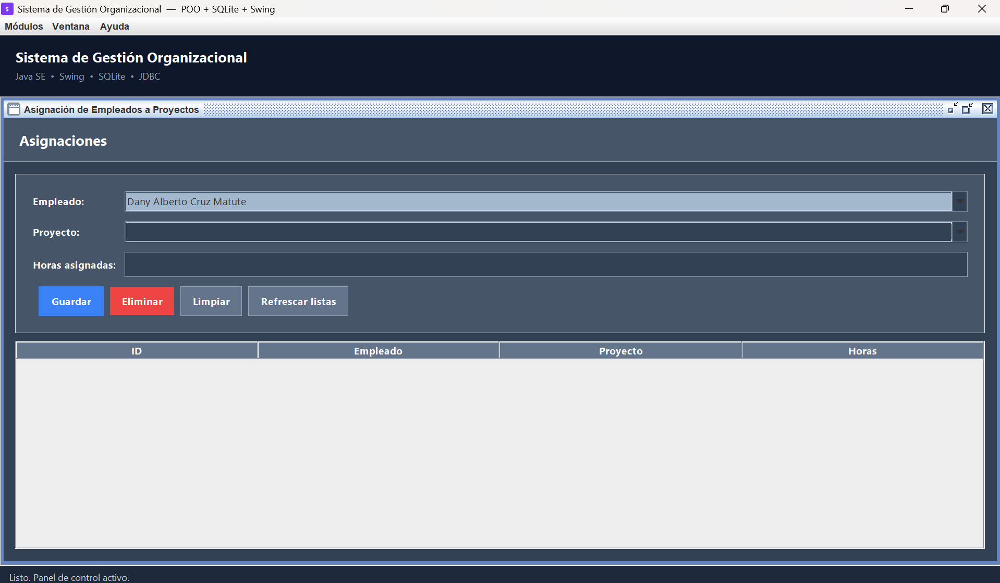 S Sistema de Gestión Organizacional — POO + SQLite + Swing
Módulos Ventana Ayuda
Sistema de Gestión Organizacional
Java SE • Swing • SQLite • JDBC
Asignación de Empleados a Proyectos
Asignaciones
Empleado: Dany Alberto Cruz Matute
Proyecto:
Horas asignadas:
Guardar Eliminar Limpiar Refrescar listas
ID Empleado Proyecto Horas
Listo. Panel de control activo.